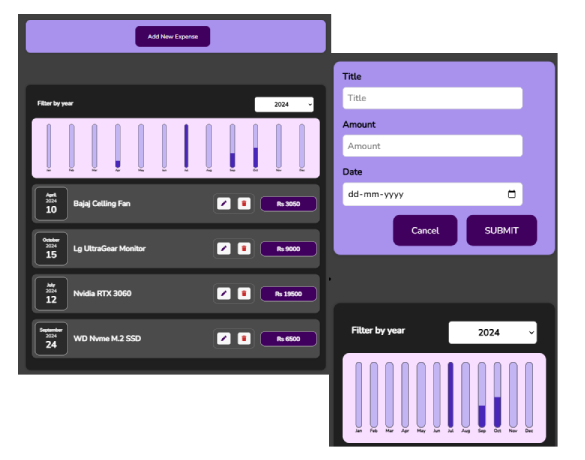 Add New Expense
Filter by year
2024
Jan Feb Mar Apr May Jun Jul Aug Sep Oct Nov Dec
April
2024
10
Bajaj Celling Fan
Rs 3050
October
2024
15
Lg UltraGear Monitor
Rs 9000
July
2024
12
Nvidia RTX 3060
Rs 19500
September
2024
24
WD Nvme M.2 SSD
Rs 6500
Title
Title
Amount
Amount
Date
dd-mm-yyyy
Cancel
SUBMIT
Filter by year
2024
Jan Feb Mar Apr May Jun Jul Aug Sep Oct Nov Dec